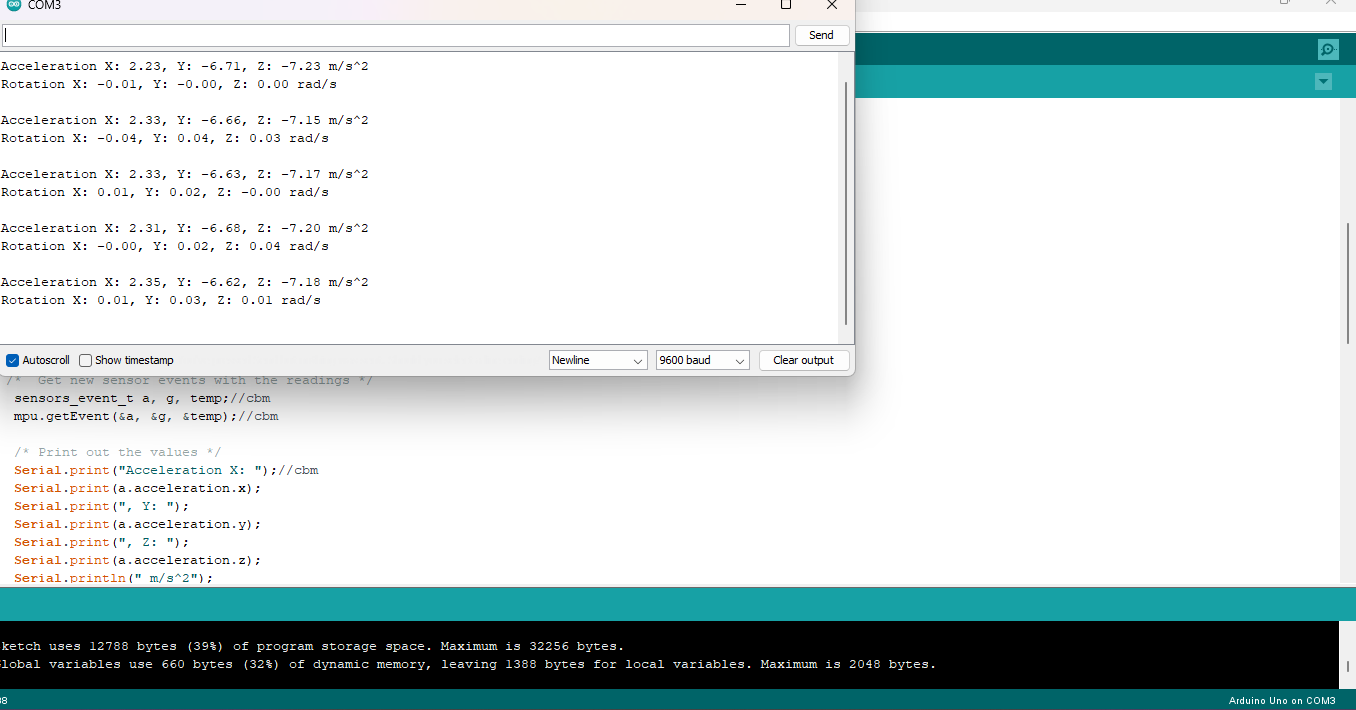 COM3
Send
Acceleration X: 2.23, Y: -6.71, Z: -7.23 m/s^2
Rotation X: -0.01, Y: -0.00, Z: 0.00 rad/s
Acceleration X: 2.33, Y: -6.66, Z: -7.15 m/s^2
Rotation X: -0.04, Y: 0.04, Z: 0.03 rad/s
Acceleration X: 2.33, Y: -6.63, Z: -7.17 m/s^2
Rotation X: 0.01, Y: 0.02, Z: -0.00 rad/s
Acceleration X: 2.31, Y: -6.68, Z: -7.20 m/s^2
Rotation X: -0.00, Y: 0.02, Z: 0.04 rad/s
Acceleration X: 2.35, Y: -6.62, Z: -7.18 m/s^2
Rotation X: 0.01, Y: 0.03, Z: 0.01 rad/s
Autoscroll Show timestamp Newline 9600 baud Clear output
/* Get new sensor events with the readings */
sensors_event_t a, g, temp;//cbm
mpu.getEvent(&a, &g, &temp);//cbm
/* Print out the values */
Serial.print("Acceleration X: ");//cbm
Serial.print(a.acceleration.x);
Serial.print(", Y: ");
Serial.print(a.acceleration.y);
Serial.print(", Z: ");
Serial.print(a.acceleration.z);
Serial.println(" m/s^2");
ketch uses 12788 bytes (39%) of program storage space. Maximum is 32256 bytes.
lobal variables use 660 bytes (32%) of dynamic memory, leaving 1388 bytes for local variables. Maximum is 2048 bytes.
Arduino Uno on COM3